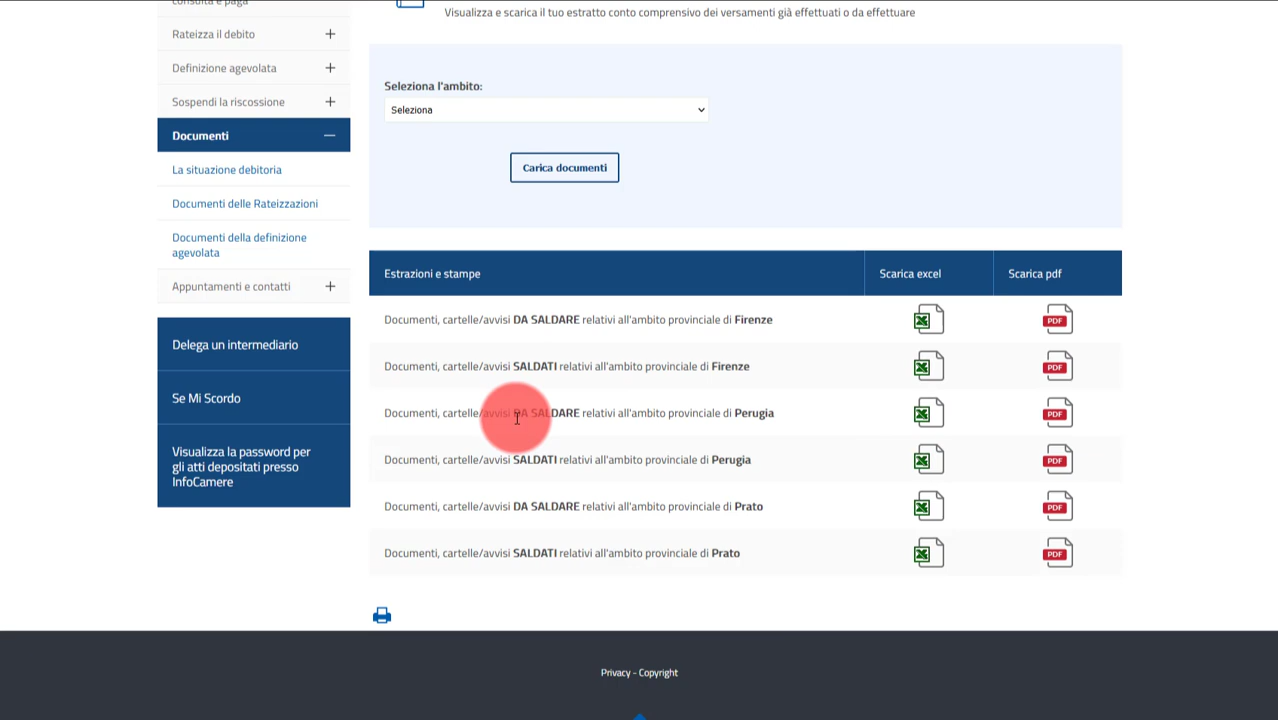 consulta e paga
Rateizza il debito
Definizione agevolata
Sospendi la riscossione
Documenti
La situazione debitoria
Documenti delle Rateizzazioni
Documenti della definizione
agevolata
Appuntamenti e contatti
Delega un intermediario
Se Mi Scordo
Visualizza la password per
gli atti depositati presso
InfoCamere
Visualizza e scarica il tuo estratto conto comprensivo dei versamenti già effettuati o da effettuare
Seleziona l'ambito:
Seleziona
Carica documenti
Estrazioni e stampe Scarica excel Scarica pdf
Documenti, cartelle/avvisi DA SALDARE relativi all'ambito provinciale di Firenze PDF
Documenti, cartelle/avvisi SALDATI relativi all'ambito provinciale di Firenze PDF
Documenti, cartelle/avvisi DA SALDARE relativi all'ambito provinciale di Perugia PDF
Documenti, cartelle/avvisi SALDATI relativi all'ambito provinciale di Perugia PDF
Documenti, cartelle/avvisi DA SALDARE relativi all'ambito provinciale di Prato PDF
Documenti, cartelle/avvisi SALDATI relativi all'ambito provinciale di Prato PDF
Privacy - Copyright